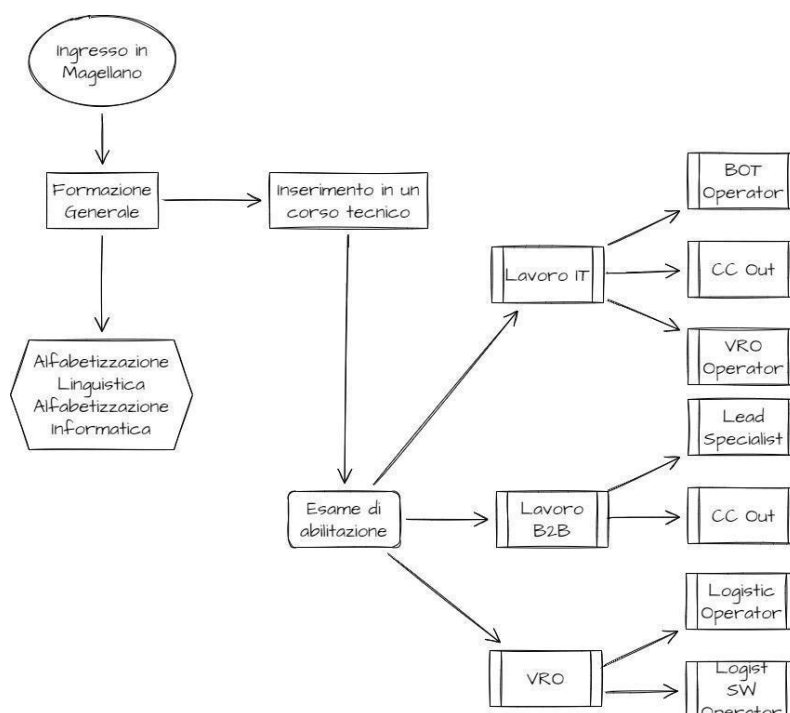 Ingresso in
Magellano
Formazione
Generale
Inserimento in un
corso tecnico
Alfabetizzazione
Linguistica
Alfabetizzazione
Informatica
Esame di
abilitazione
Lavoro IT
BOT
Operator
CC Out
VRO
Operator
Lavoro
B2B
Lead
Specialist
CC Out
VRO
Logistic
Operator
Logist
SW
Operator